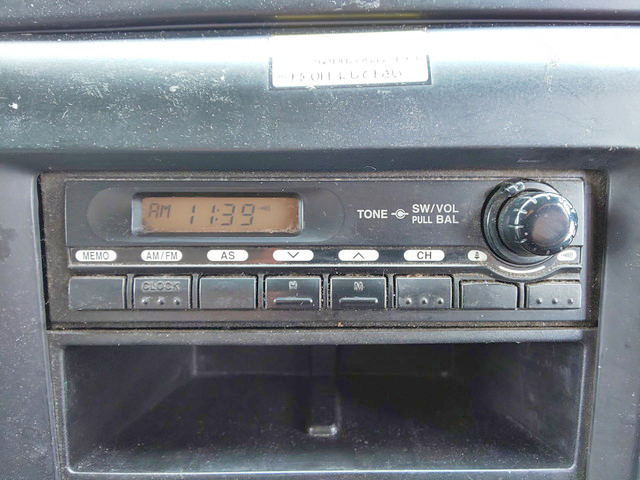 AM 11:39
TONE
SW/VOL
PULL BAL
MEMO AM/FM AS CH
CLOCK
H M